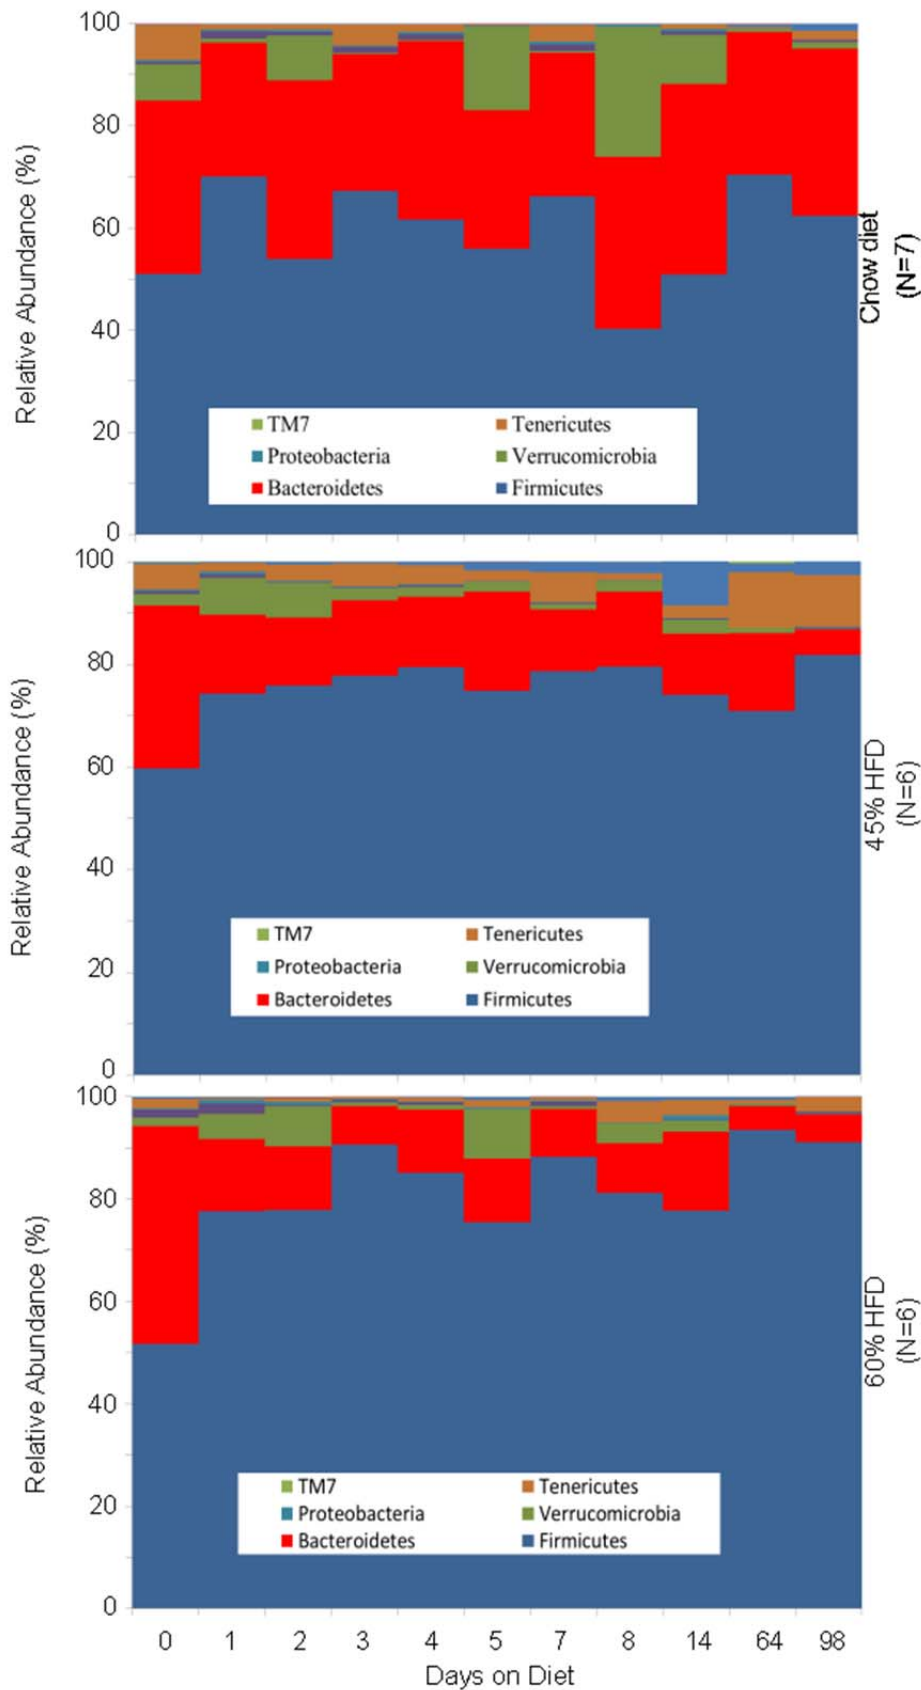 Relative Abundance (%)
100
80
60
40
20
0
TM7
Tenericutes
Proteobacteria
Verrucomicrobia
Bacteroidetes
Firmicutes
Chow diet
(N=7)
Relative Abundance (%)
100
80
60
40
20
0
TM7
Tenericutes
Proteobacteria
Verrucomicrobia
Bacteroidetes
Firmicutes
45% HFD
(N=6)
Relative Abundance (%)
100
80
60
40
20
0
TM7
Tenericutes
Proteobacteria
Verrucomicrobia
Bacteroidetes
Firmicutes
60% HFD
(N=6)
0 1 2 3 4 5 7 8 14 64 98
Days on Diet